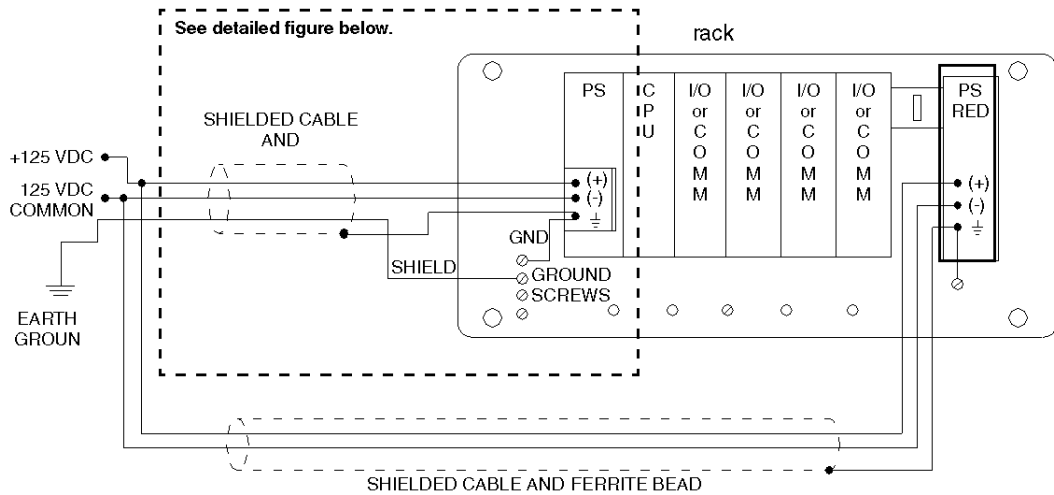 See detailed figure below.
rack
SHIELDED CABLE
AND
+125 VDC
125 VDC
COMMON
PS
C
P
U
I/O
or
C
O
M
M
I/O
or
C
O
M
M
I/O
or
C
O
M
M
I/O
or
C
O
M
M
PS
RED
(+)
(-)
(+)
(-)
GND
SHIELD
GROUND
SCREWS
EARTH
GROUN
SHIELDED CABLE AND FERRITE BEAD